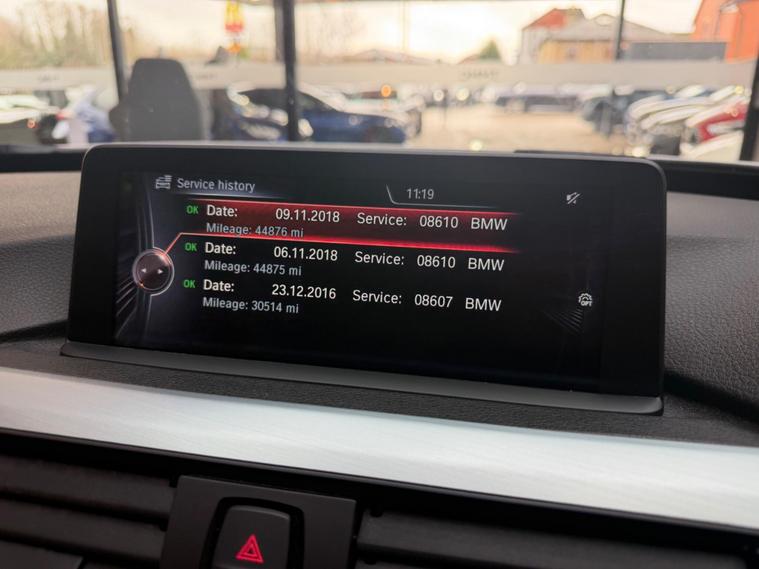 Service history
11:19
OK Date: 09.11.2018 Service: 08610 BMW
Mileage: 44876 mi
OK Date: 06.11.2018 Service: 08610 BMW
Mileage: 44875 mi
OK Date: 23.12.2016 Service: 08607 BMW
Mileage: 30514 mi
OPT